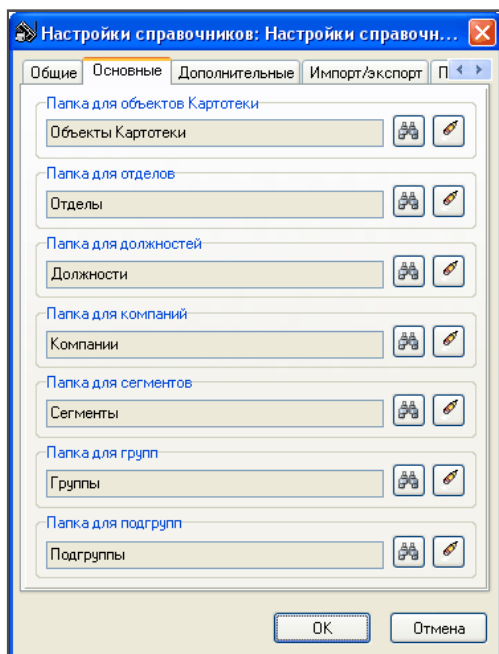 Настройки справочников: Настройки справочн...
Общие Основные Дополнительные Импорт/экспорт П
Папка для объектов Картотеки
Объекты Картотеки
Папка для отделов
Отделы
Папка для должностей
Должности
Папка для компаний
Компании
Папка для сегментов
Сегменты
Папка для групп
Группы
Папка для подгрупп
Подгруппы
OK Отмена